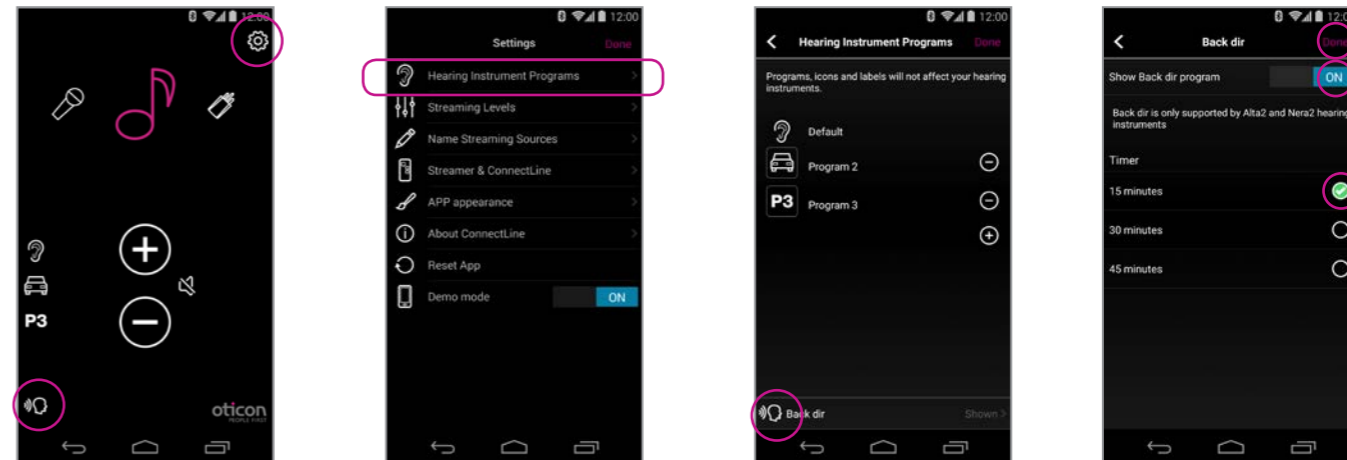 12:00
P3
oticon
PEOPLE FIRST
12:00
Settings
Done
Hearing Instrument Programs
Streaming Levels
Name Streaming Sources
Streamer & ConnectLine
APP appearance
About ConnectLine
Reset App
Demo mode
ON
12:00
Hearing Instrument Programs
Done
Programs, icons and labels will not affect your hearing
instruments.
Default
Program 2
P3
Program 3
Back dir
Shown
12:0
Back dir
Done
Show Back dir program
ON
Back dir is only supported by Alta2 and Nera2 hearing
instruments
Timer
15 minutes
30 minutes
45 minutes